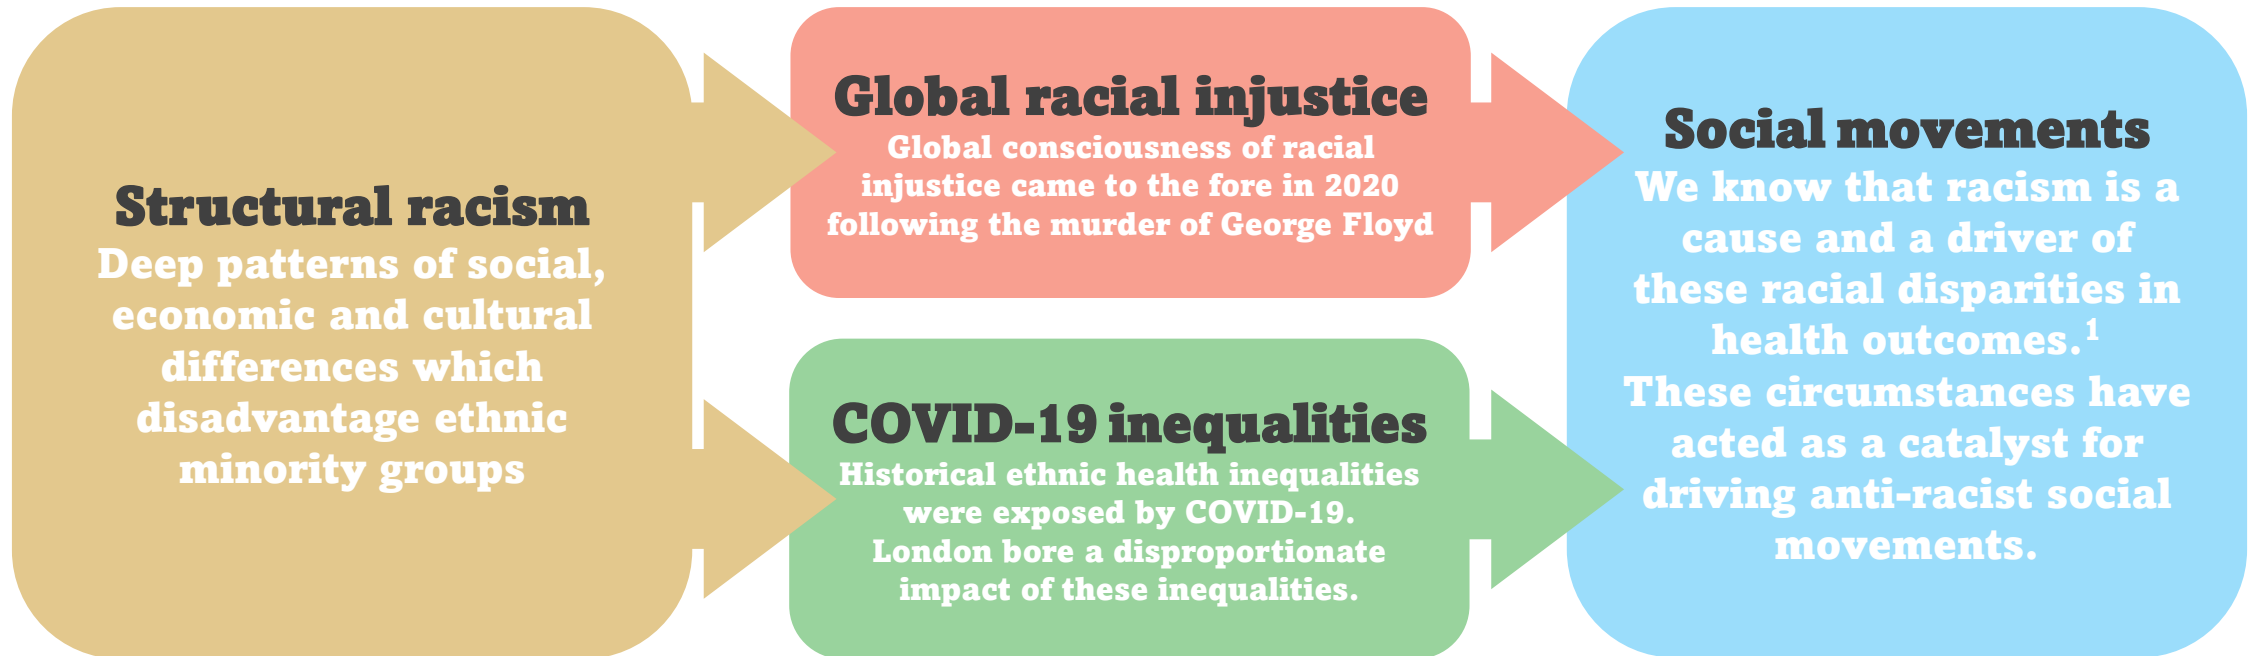 Structural racism
Deep patterns of social,
economic and cultural
differences which
disadvantage ethnic
minority groups
Global racial injustice
Global consciousness of racial
injustice came to the fore in 2020
following the murder of George Floyd
COVID-19 inequalities
Historical ethnic health inequalities
were exposed by COVID-19.
London bore a disproportionate
impact of these inequalities.
Social movements
We know that racism is a
cause and a driver of
these racial disparities in
health outcomes.¹
These circumstances have
acted as a catalyst for
driving anti-racist social
movements.